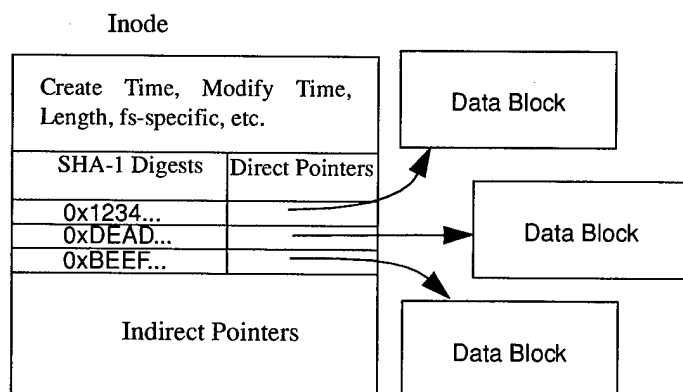 Inode
Create Time, Modify Time,
Length, fs-specific, etc.
SHA-1 Digests
Direct Pointers
0x1234...
0xDEAD...
0xBEEF...
Indirect Pointers
Data Block
Data Block
Data Block